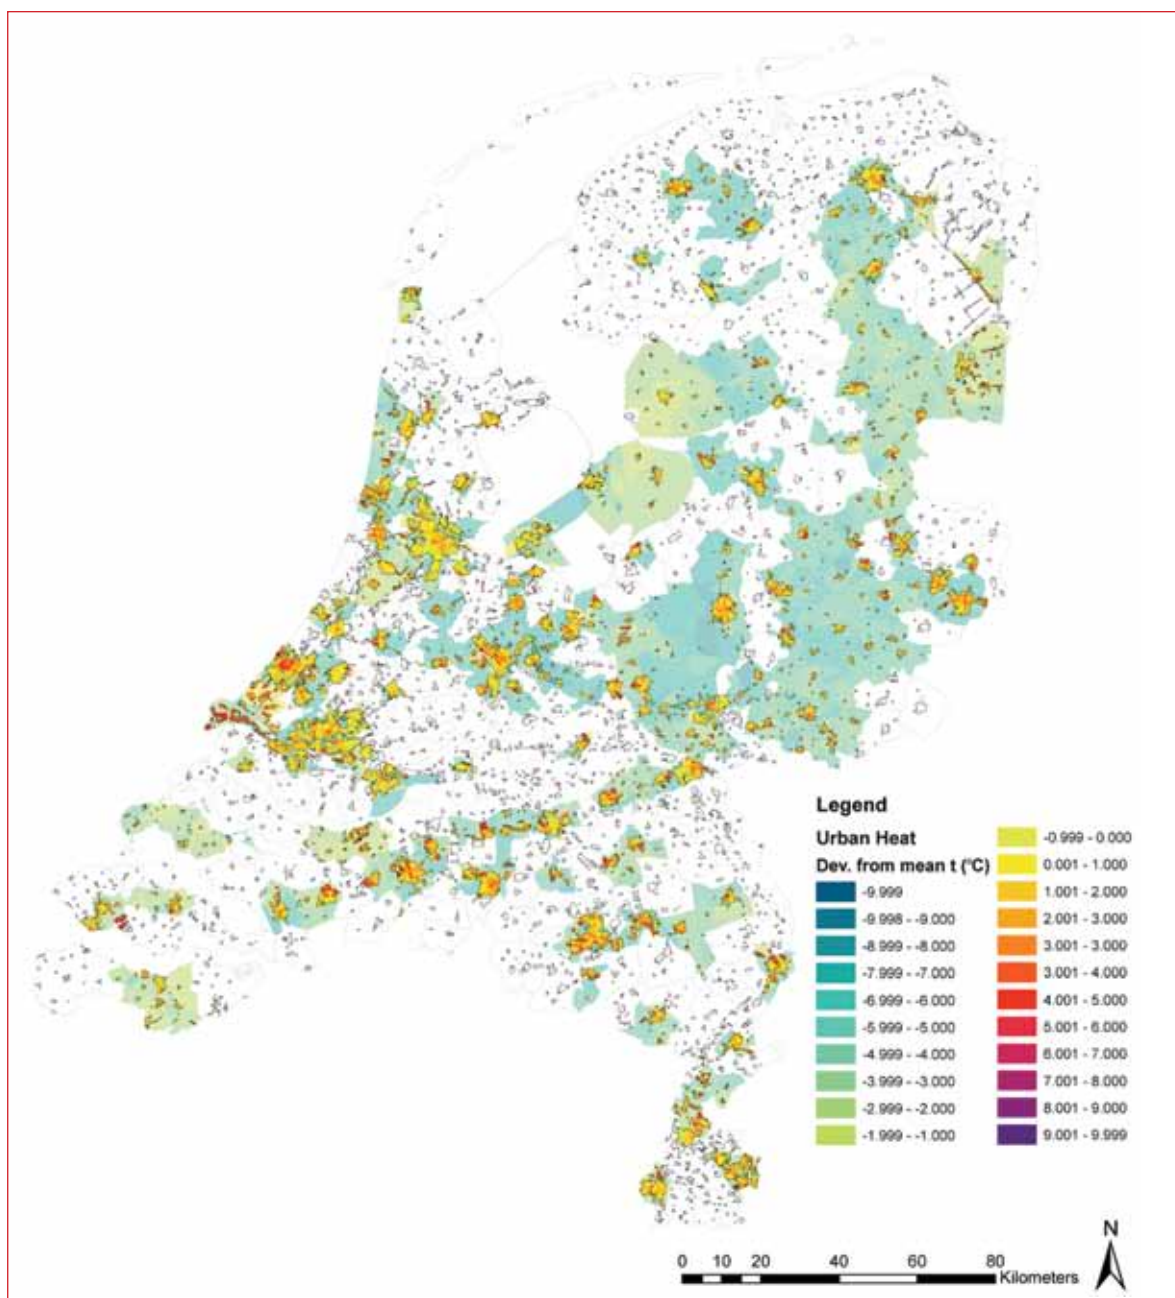 Legend
Urban Heat
Dev. from mean t (°C)
-9.999
-9.998 - -9.000
-8.999 - -8.000
-7.999 - -7.000
-6.999 - -6.000
-5.999 - -5.000
-4.999 - -4.000
-3.999 - -3.000
-2.999 - -2.000
-1.999 - -1.000
-0.999 - 0.000
0.001 - 1.000
1.001 - 2.000
2.001 - 3.000
3.001 - 3.000
3.001 - 4.000
4.001 - 5.000
5.001 - 6.000
6.001 - 7.000
7.001 - 8.000
8.001 - 9.000
9.001 - 9.999
N
0 10 20 40 60 80
Kilometers